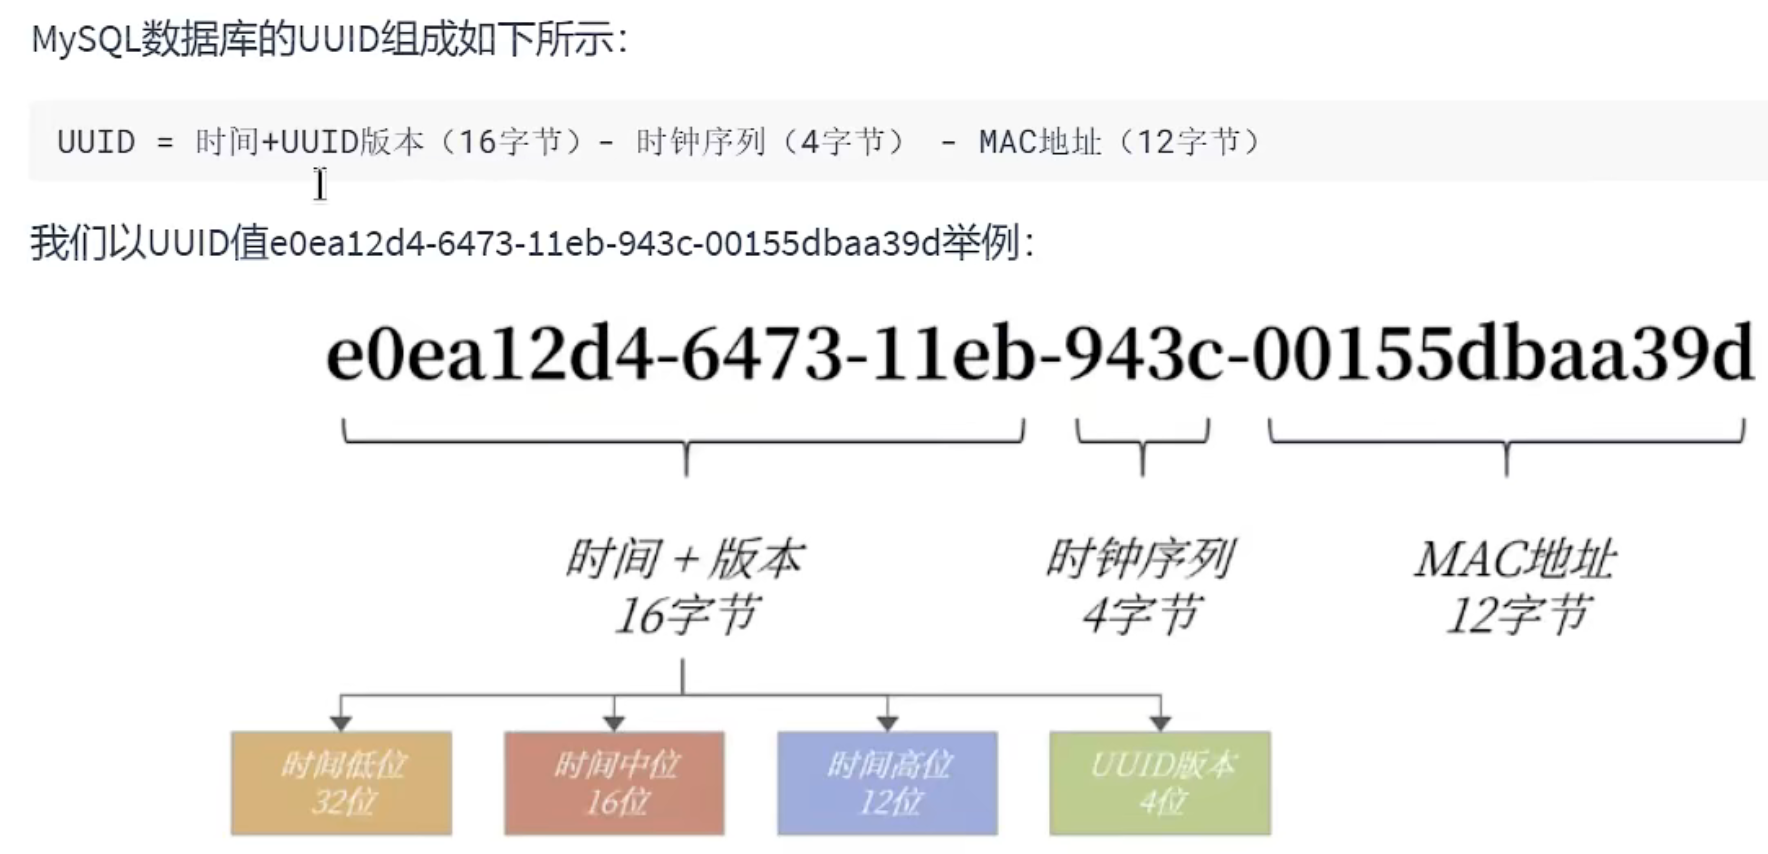 MySQL数据库的UUID组成如下所示：
UUID = 时间+UUID版本（16字节）- 时钟序列（4字节） - MAC地址（12字节）
我们以UUID值e0ea12d4-6473-11eb-943c-00155dbaa39d举例：
e0ea12d4-6473-11eb-943c-00155dbaa39d
时间 + 版本
16字节
时钟序列
4字节
MAC地址
12字节
时间低位
32位
时间中位
16位
时间高位
12位
UUID版本
4位